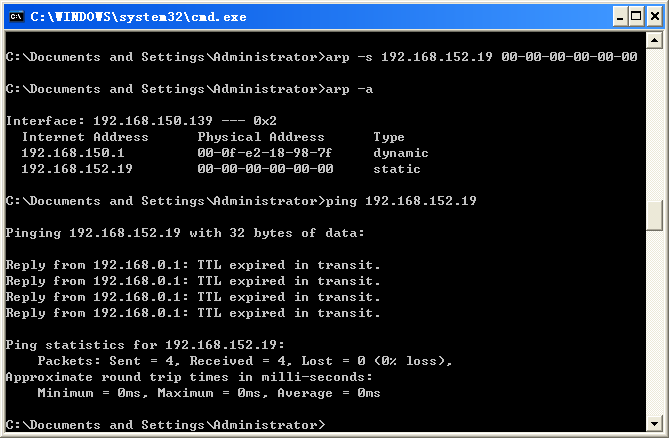 C:\WINDOWS\system32\cmd.exe
C:\Documents and Settings\Administrator>arp -s 192.168.152.19 00-00-00-00-00-00
C:\Documents and Settings\Administrator>arp -a
Interface: 192.168.150.139 --- 0x2
  Internet Address      Physical Address      Type
  192.168.150.1         00-0f-e2-18-98-7f     dynamic
  192.168.152.19        00-00-00-00-00-00     static
C:\Documents and Settings\Administrator>ping 192.168.152.19
Pinging 192.168.152.19 with 32 bytes of data:
Reply from 192.168.0.1: TTL expired in transit.
Reply from 192.168.0.1: TTL expired in transit.
Reply from 192.168.0.1: TTL expired in transit.
Reply from 192.168.0.1: TTL expired in transit.
Ping statistics for 192.168.152.19:
    Packets: Sent = 4, Received = 4, Lost = 0 (0% loss),
Approximate round trip times in milli-seconds:
    Minimum = 0ms, Maximum = 0ms, Average = 0ms
C:\Documents and Settings\Administrator>